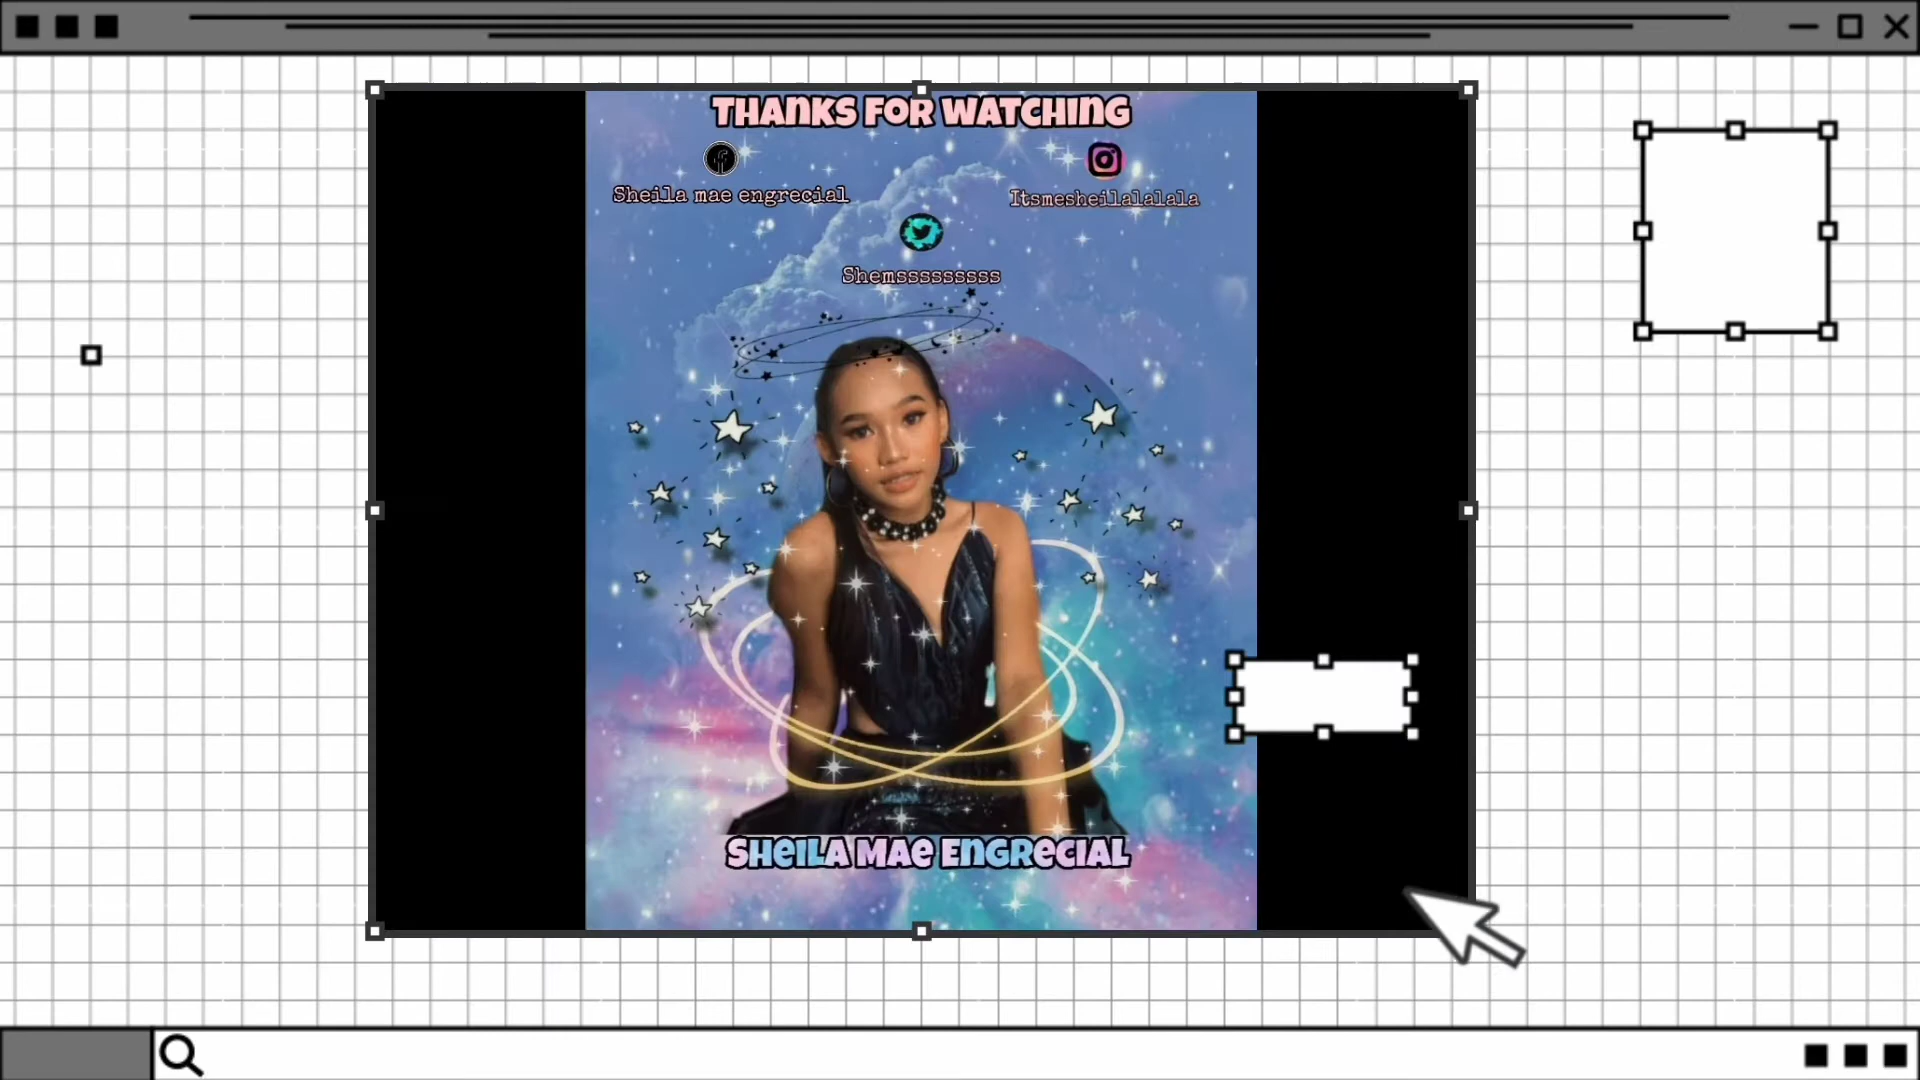 THANKS FOR WATCHING
Sheila mae engrecial
Itsmesheilalalala
Shemsssssssss
SHEILA MAE ENGRECIAL